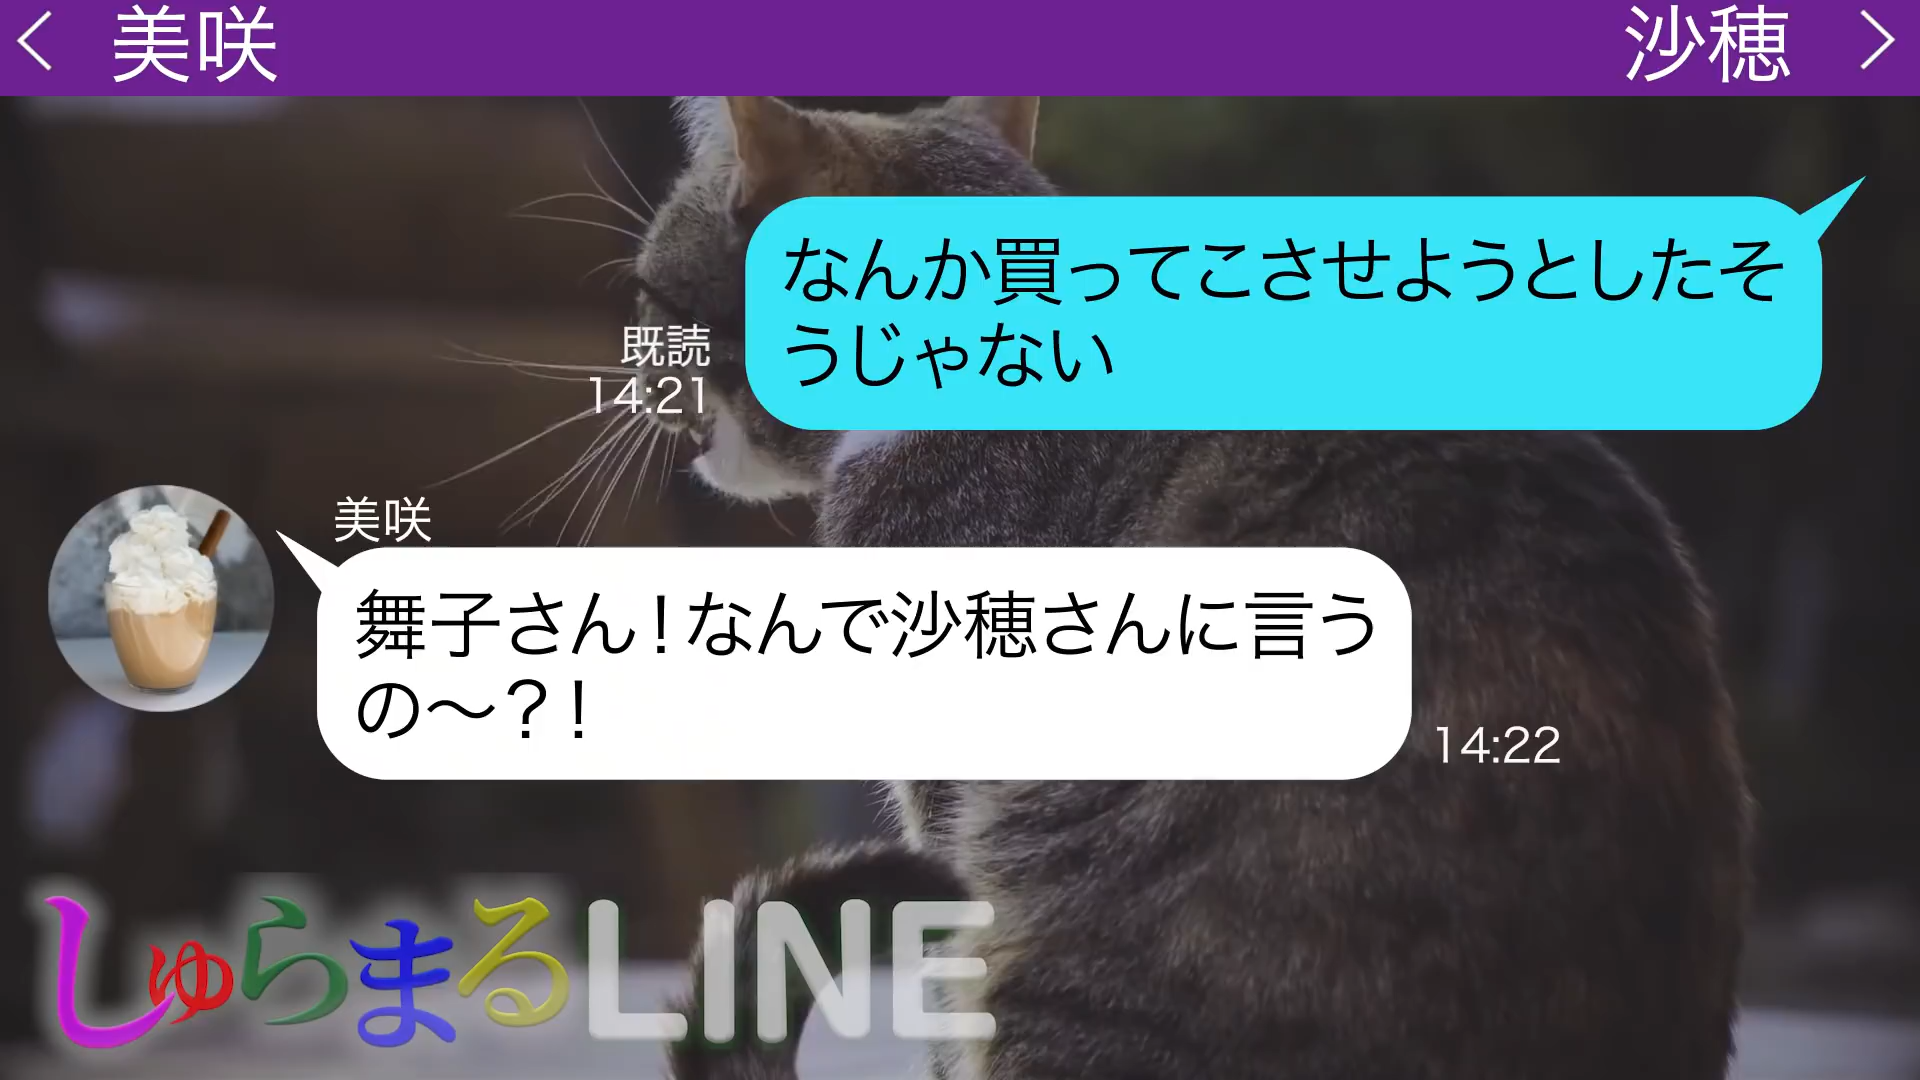 美咲
沙穂
なんか買ってこさせようとしたそ
うじゃない
既読
14:21
美咲
舞子さん！なんで沙穂さんに言う
の～？！
14:22
しゅらまるLINE